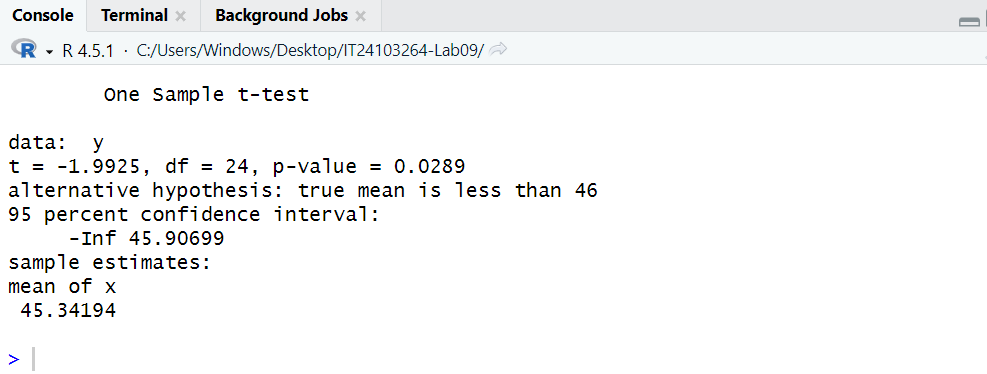 Console Terminal Background Jobs
R 4.5.1 · C:/Users/Windows/Desktop/IT24103264-Lab09/
One Sample t-test
data:  y
t = -1.9925, df = 24, p-value = 0.0289
alternative hypothesis: true mean is less than 46
95 percent confidence interval:
-Inf 45.90699
sample estimates:
mean of x
45.34194
>